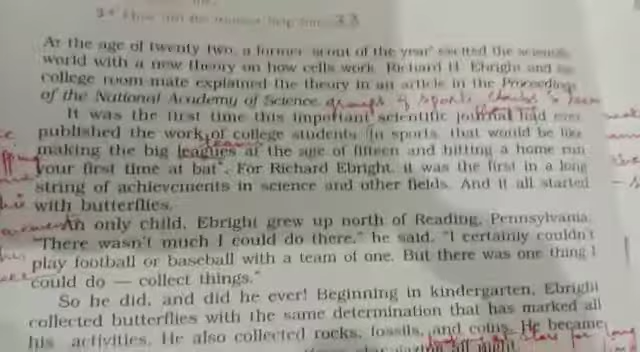 At the age of twenty two, a former 'scout of the year' excited the scientific
world with a new theory on how cells work. Richard H. Ebright and his
college room-mate explained the theory in an article in the Proceedings
of the National Academy of Science. groups of sports
It was the first time this important scientific journal had ever
published the work of college students. In sports, that would be like
making the big leagues at the age of fifteen and hitting a home run
your first time at bat*. For Richard Ebright, it was the first in a long
string of achievements in science and other fields. And it all started
with butterflies.
An only child, Ebright grew up north of Reading, Pennsylvania.
“There wasn't much I could do there,” he said. “I certainly couldn't
play football or baseball with a team of one. But there was one thing I
could do — collect things.”
So he did, and did he ever! Beginning in kindergarten, Ebright
collected butterflies with the same determination that has marked all
his activities. He also collected rocks, fossils, and coins. He became